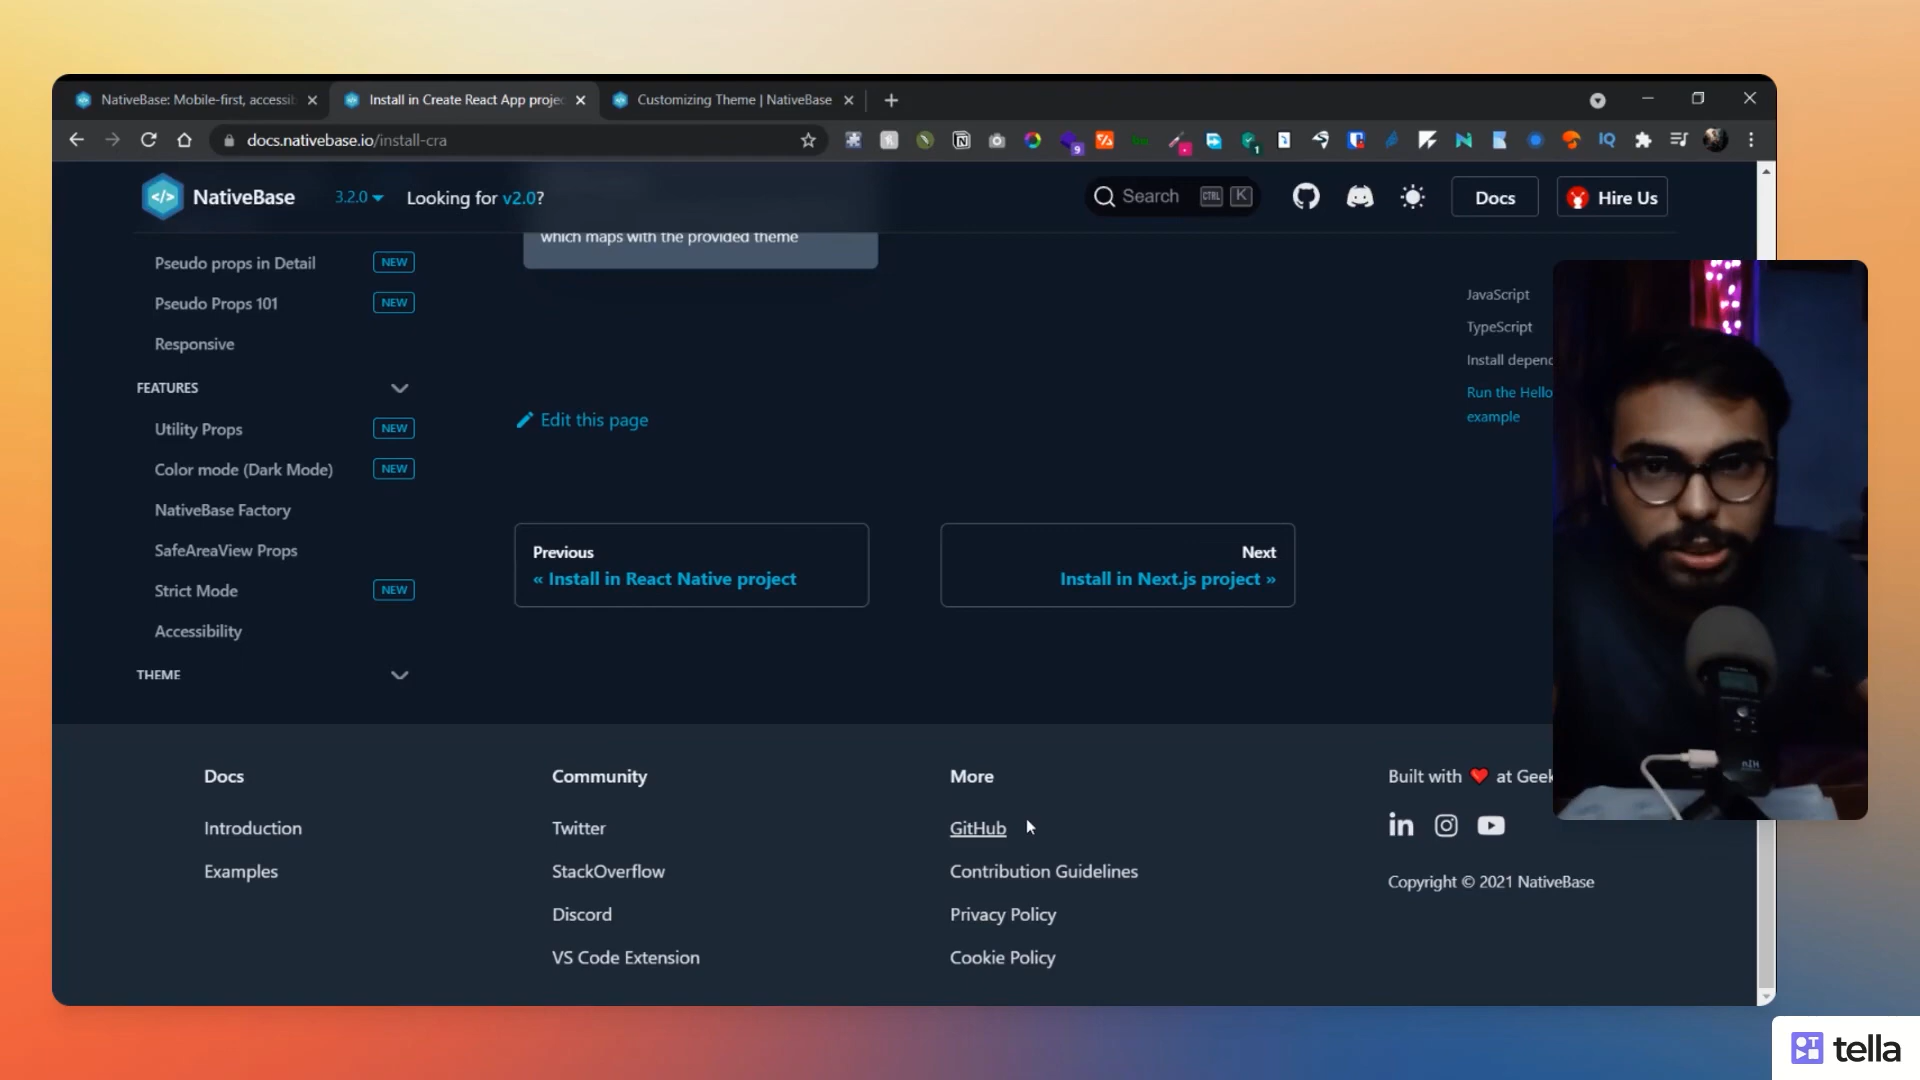 NativeBase: Mobile-first, accessib
Install in Create React App projec
Customizing Theme | NativeBase
docs.nativebase.io/install-cra
9
1
IQ
NativeBase
3.2.0
Looking for v2.0?
Search
CTRL
K
Docs
Hire Us
which maps with the provided theme
Pseudo props in Detail
NEW
Pseudo Props 101
NEW
Responsive
FEATURES
Utility Props
NEW
Color mode (Dark Mode)
NEW
NativeBase Factory
SafeAreaView Props
Strict Mode
NEW
Accessibility
THEME
Edit this page
Previous
« Install in React Native project
Next
Install in Next.js project »
JavaScript
TypeScript
Install depend
Run the Hello
example
Docs
Introduction
Examples
Community
Twitter
StackOverflow
Discord
VS Code Extension
More
GitHub
Contribution Guidelines
Privacy Policy
Cookie Policy
Built with ❤ at Geek
Copyright © 2021 NativeBase
tella